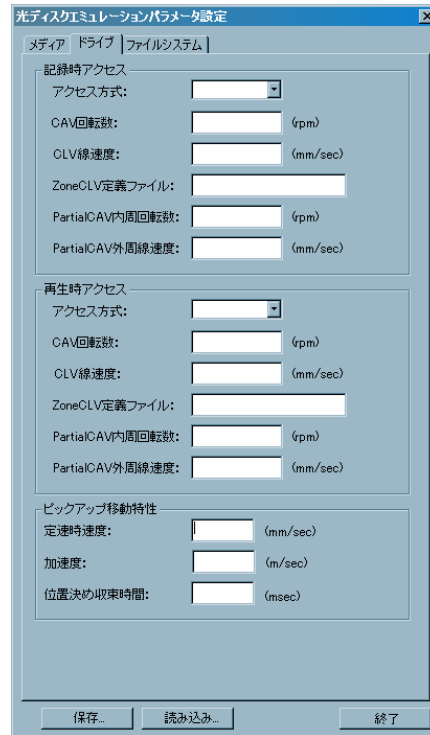 光ディスクエミュレーションパラメータ設定
メディア ドライブ ファイルシステム
記録時アクセス
アクセス方式:
CAV回転数: (rpm)
CLV線速度: (mm/sec)
ZoneCLV定義ファイル:
PartialCAV内周回転数: (rpm)
PartialCAV外周線速度: (mm/sec)
再生時アクセス
アクセス方式:
CAV回転数: (rpm)
CLV線速度: (mm/sec)
ZoneCLV定義ファイル:
PartialCAV内周回転数: (rpm)
PartialCAV外周線速度: (mm/sec)
ピックアップ移動特性
定速時速度: (mm/sec)
加速度: (m/sec)
位置決め収束時間: (msec)
保存... 読み込み... 終了